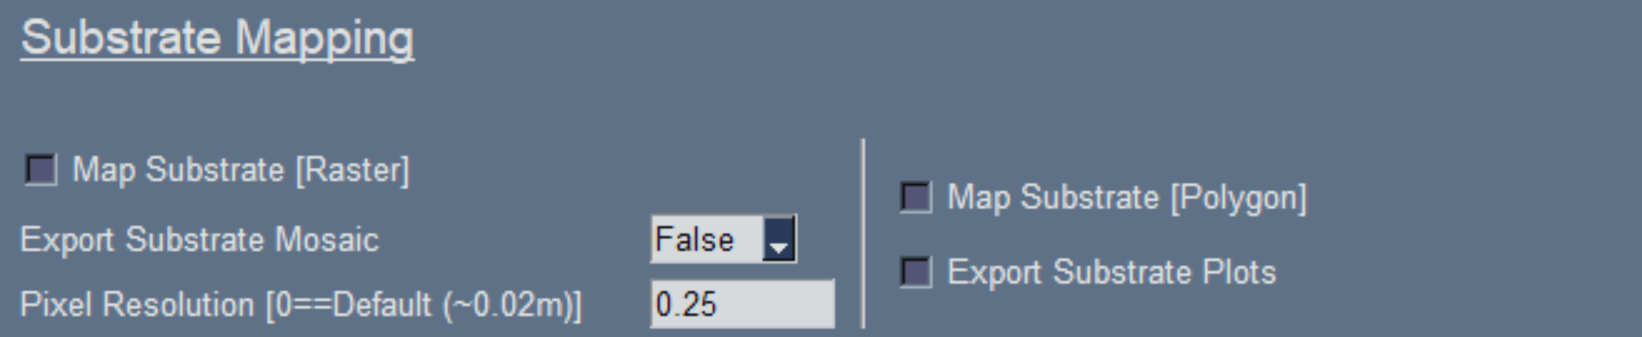 Substrate Mapping
Map Substrate [Raster]
Export Substrate Mosaic False
Pixel Resolution [0==Default (~0.02m)] 0.25
Map Substrate [Polygon]
Export Substrate Plots